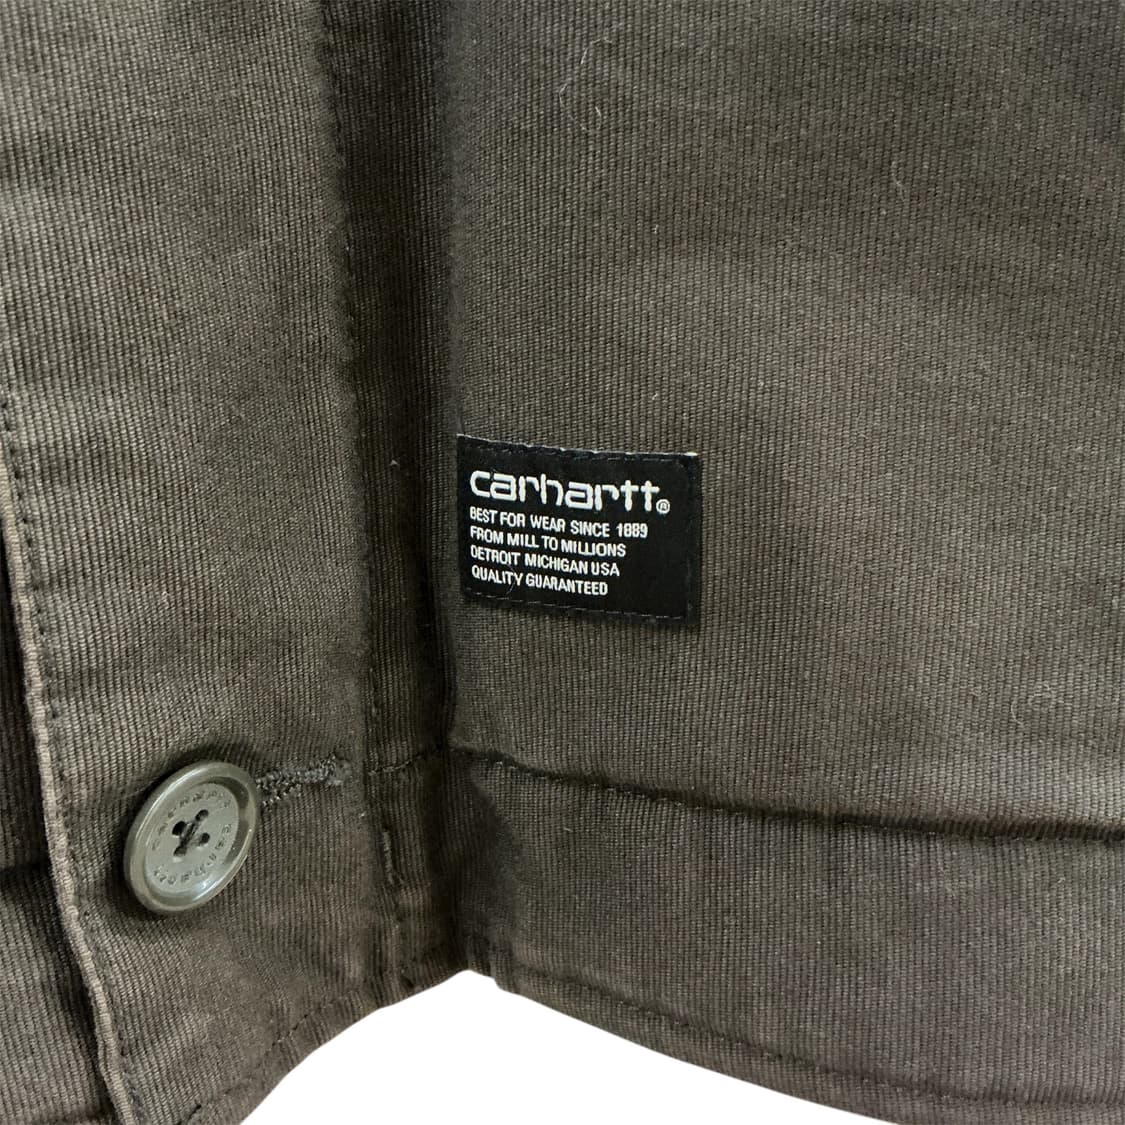 carhartt®
BEST FOR WEAR SINCE 1889
FROM MILL TO MILLIONS
DETROIT MICHIGAN USA
QUALITY GUARANTEED